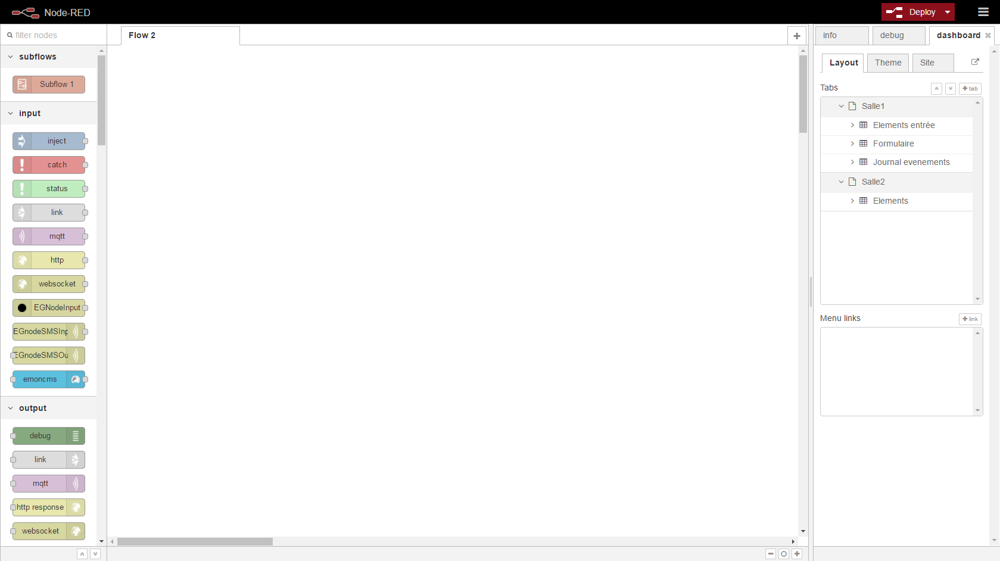 Node-RED
Deploy
filter nodes
Flow 2
info
debug
dashboard
subflows
Subflow 1
input
inject
catch
status
link
mqtt
http
websocket
EGNodeInput
EGnodeSMSInp
EGnodeSMSOu
emoncms
output
debug
link
mqtt
http response
websocket
Layout
Theme
Site
Tabs
tab
Salle1
Elements entrée
Formulaire
Journal evenements
Salle2
Elements
Menu links
link